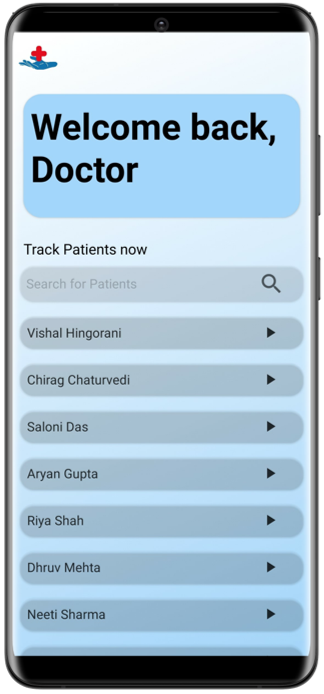 Welcome back,
Doctor
Track Patients now
Search for Patients
Vishal Hingorani
Chirag Chaturvedi
Saloni Das
Aryan Gupta
Riya Shah
Dhruv Mehta
Neeti Sharma